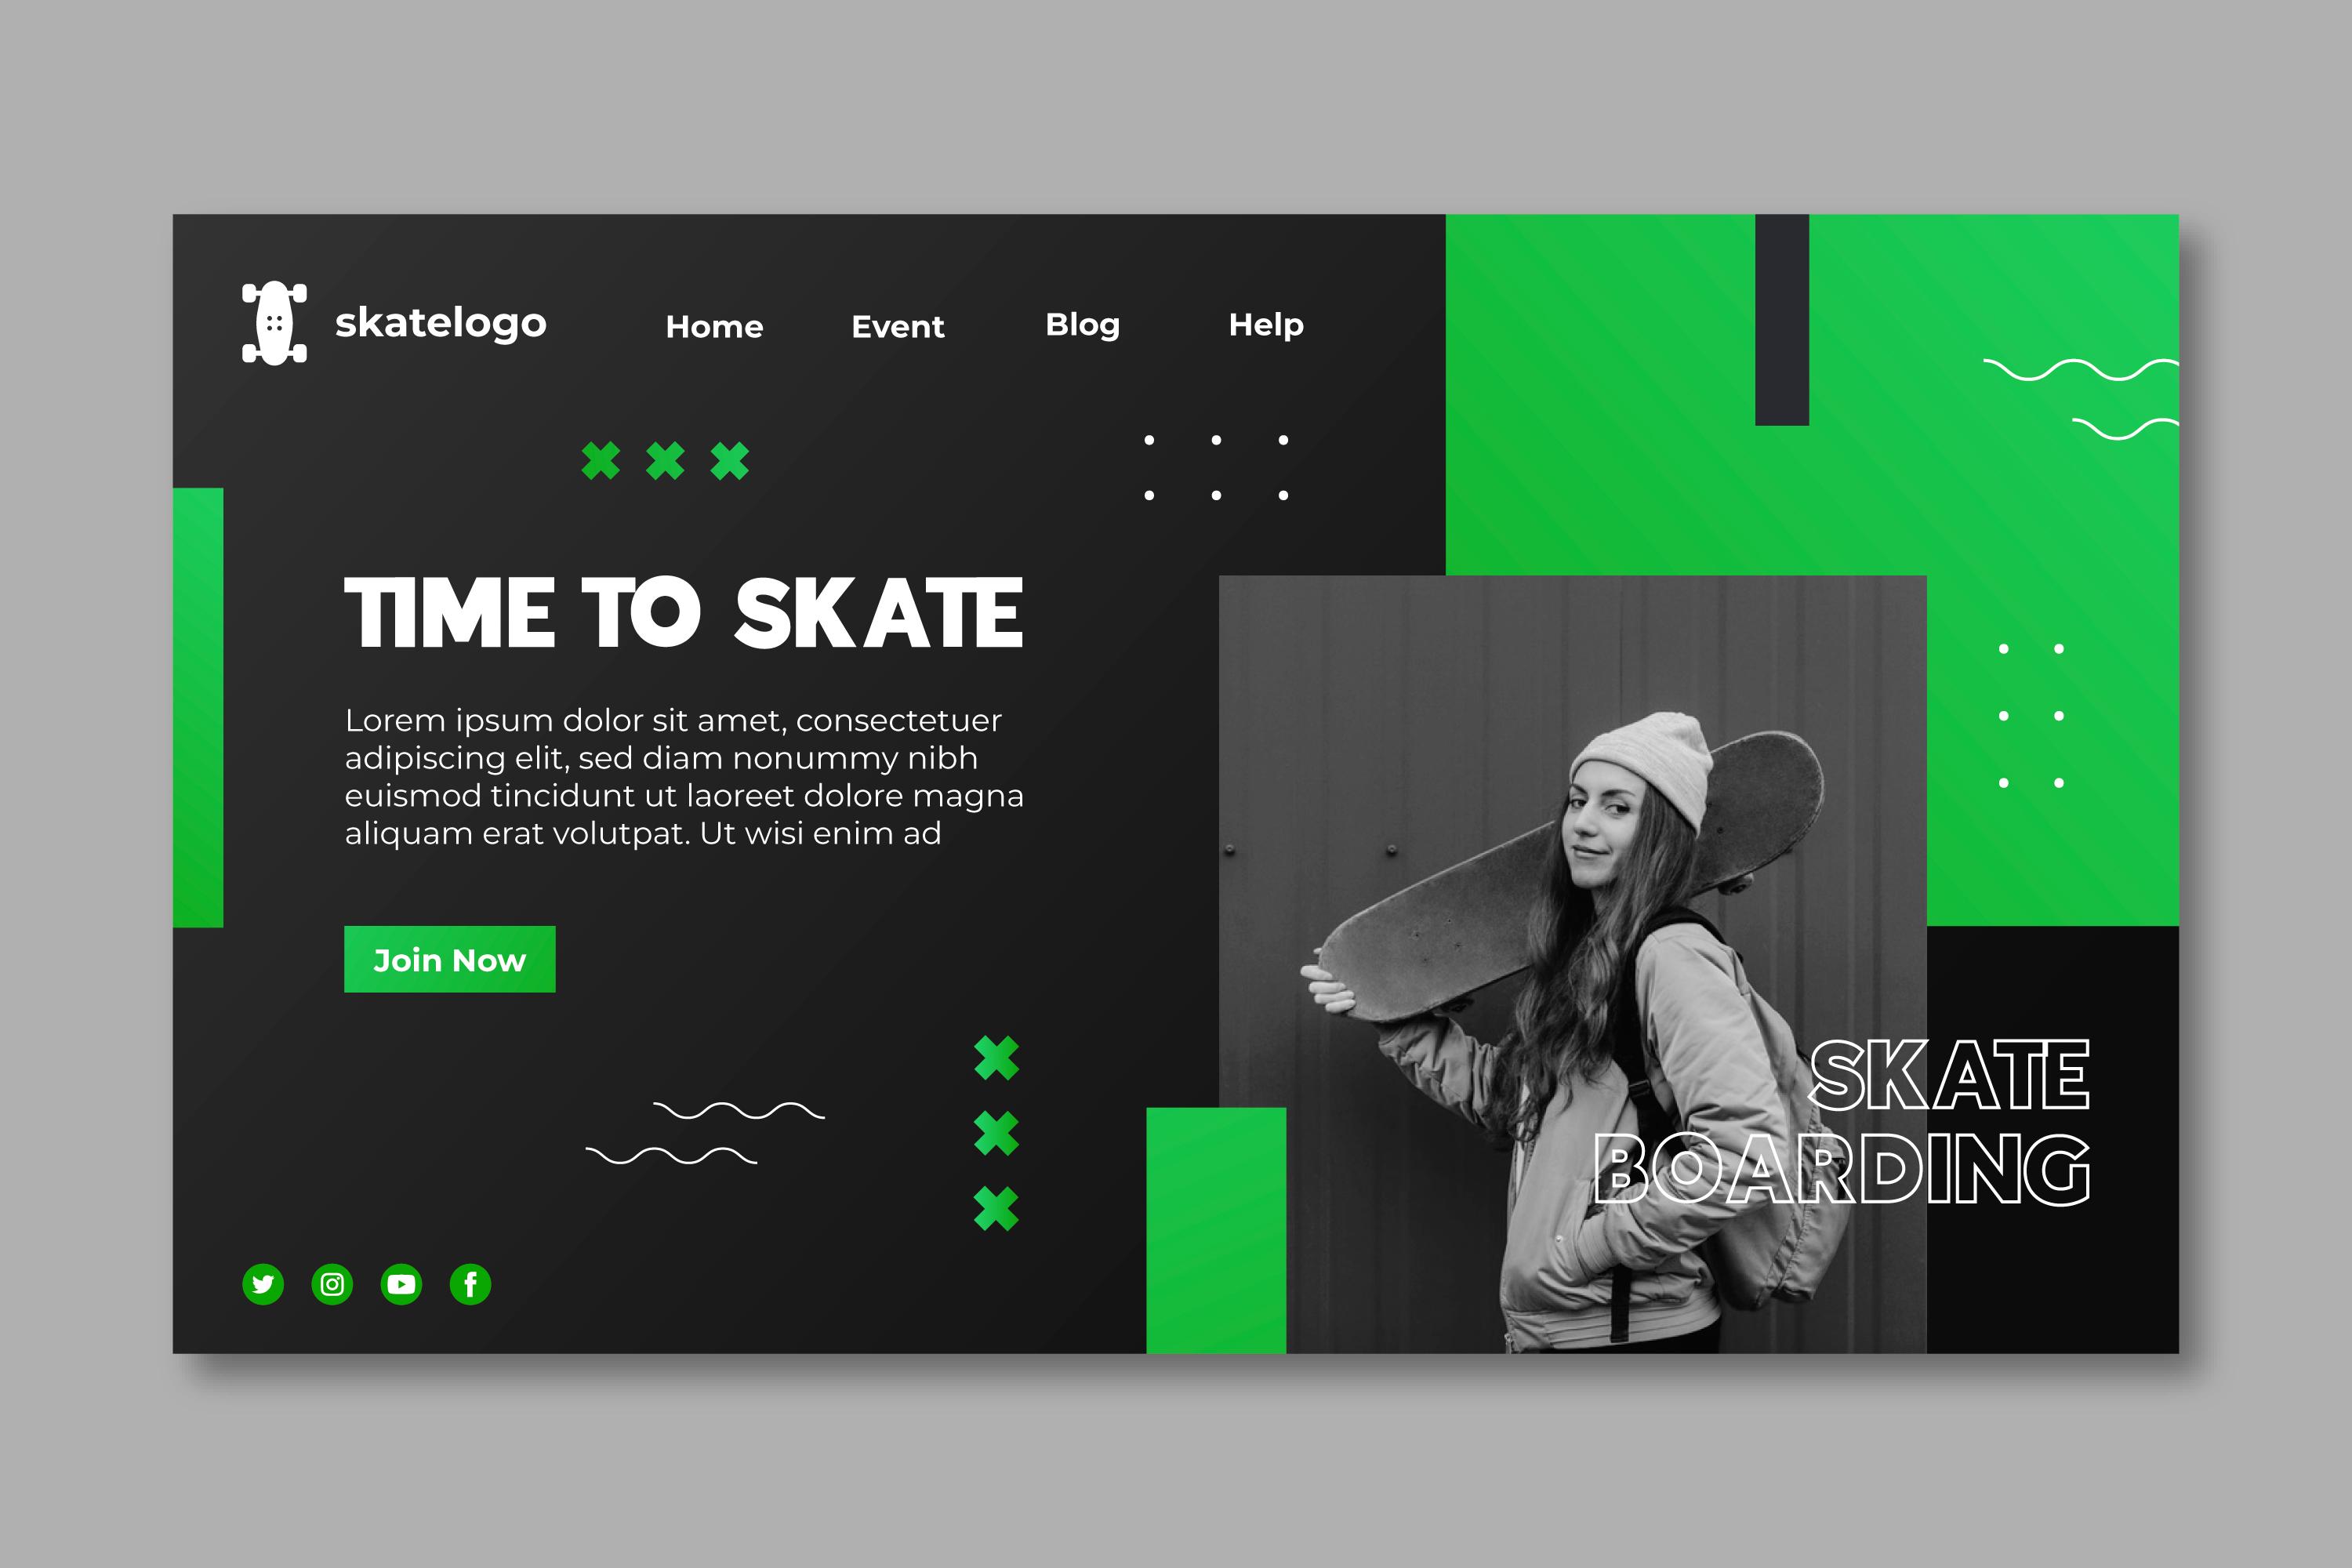 skatelogo
Home
Event
Blog
Help
TIME TO SKATE
Lorem ipsum dolor sit amet, consectetuer
adipiscing elit, sed diam nonummy nibh
euismod tincidunt ut laoreet dolore magna
aliquam erat volutpat. Ut wisi enim ad
Join Now
SKATE
BOARDING